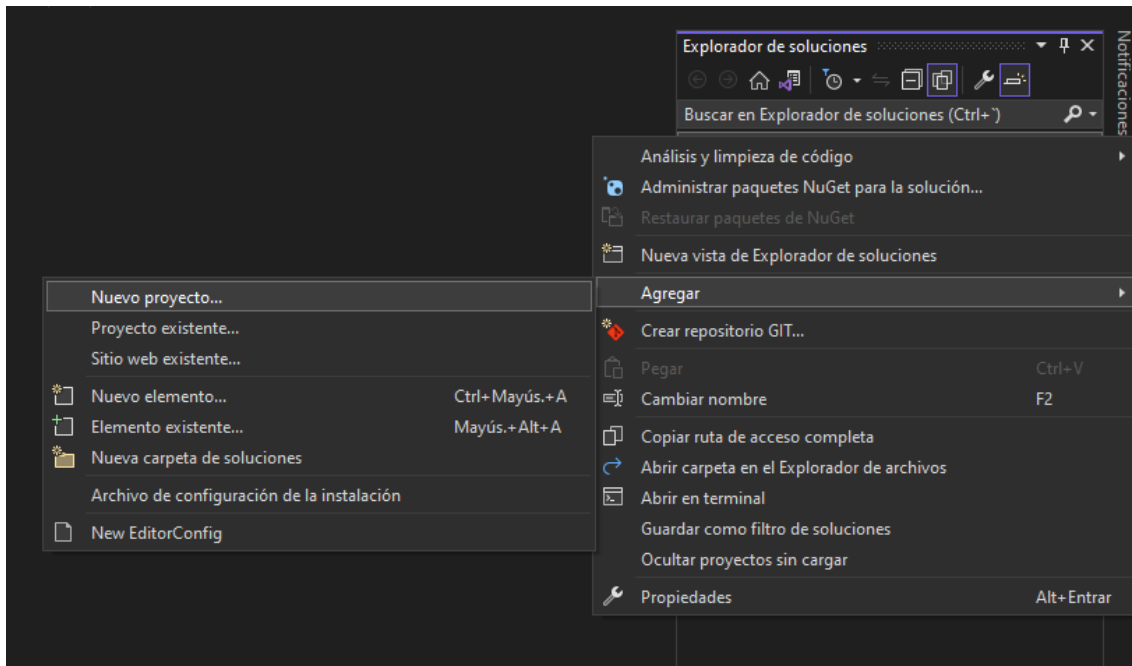 Explorador de soluciones
Notificaciones
Buscar en Explorador de soluciones (Ctrl+`)
Análisis y limpieza de código
Administrar paquetes NuGet para la solución...
Restaurar paquetes de NuGet
Nueva vista de Explorador de soluciones
Agregar
Crear repositorio GIT...
Pegar Ctrl+V
Cambiar nombre F2
Copiar ruta de acceso completa
Abrir carpeta en el Explorador de archivos
Abrir en terminal
Guardar como filtro de soluciones
Ocultar proyectos sin cargar
Propiedades Alt+Entrar
Nuevo proyecto...
Proyecto existente...
Sitio web existente...
Nuevo elemento... Ctrl+Mayús.+A
Elemento existente... Mayús.+Alt+A
Nueva carpeta de soluciones
Archivo de configuración de la instalación
New EditorConfig